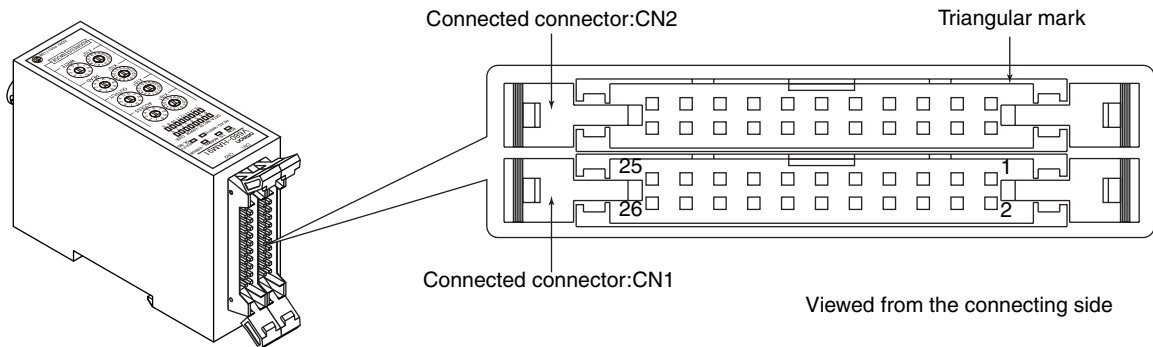 Connected connector:CN2
Triangular mark
25
1
26
2
Connected connector:CN1
Viewed from the connecting side